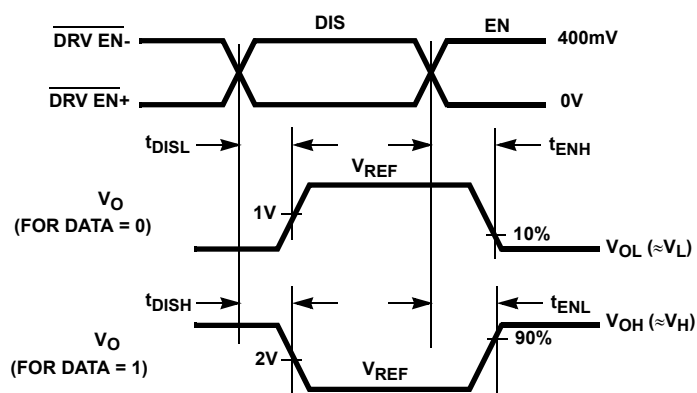 DRV EN-
DIS
EN
400mV
DRV EN+
0V
tDISL
tENH
VREF
VO
(FOR DATA = 0)
1V
10%
VOL (≈VL)
tDISH
tENL
VOH (≈VH)
VO
(FOR DATA = 1)
90%
2V
VREF